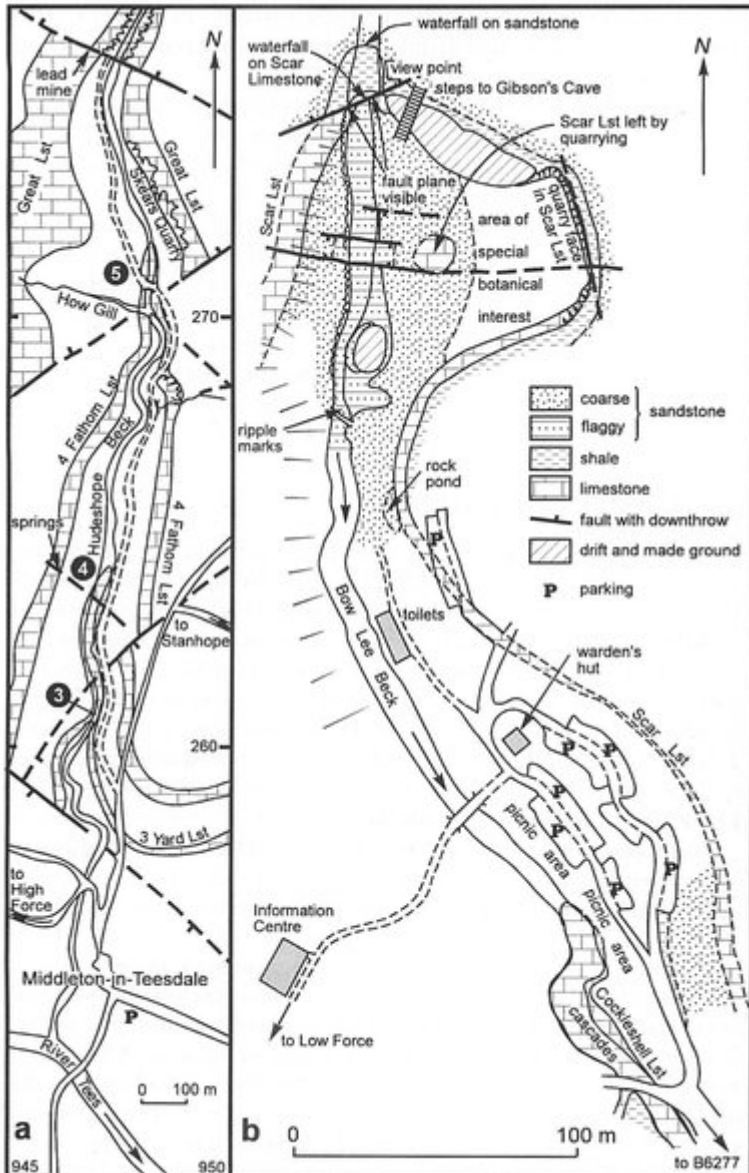 N
lead
mine
Great Lst
Great Lst
Skears Quarry
5
How Gill
270
4 Fathom Lst
Beck
Hudeshope
4 Fathom Lst
springs
4
to
Stanhope
3
260
3 Yard Lst
to
High
Force
Middleton-in-Teesdale
P
River
Tees
0 100 m
a
945 950
waterfall on sandstone
waterfall
on Scar
Limestone
view point
steps to Gibson's Cave
Scar Lst left by
quarrying
N
Scar Lst
fault plane
visible
quarry face
in Scar Lst
area of
special
botanical
interest
ripple
marks
rock
pond
coarse
flaggy
sandstone
shale
limestone
fault with downthrow
drift and made ground
P parking
P
Bow Lee
Beck
toilets
warden's
hut
Scar Lst
P
P
P
P
P
P
picnic area
picnic area
Information
Centre
to Low Force
Cockleshell Lst
cascades
b
0 100 m
to B6277